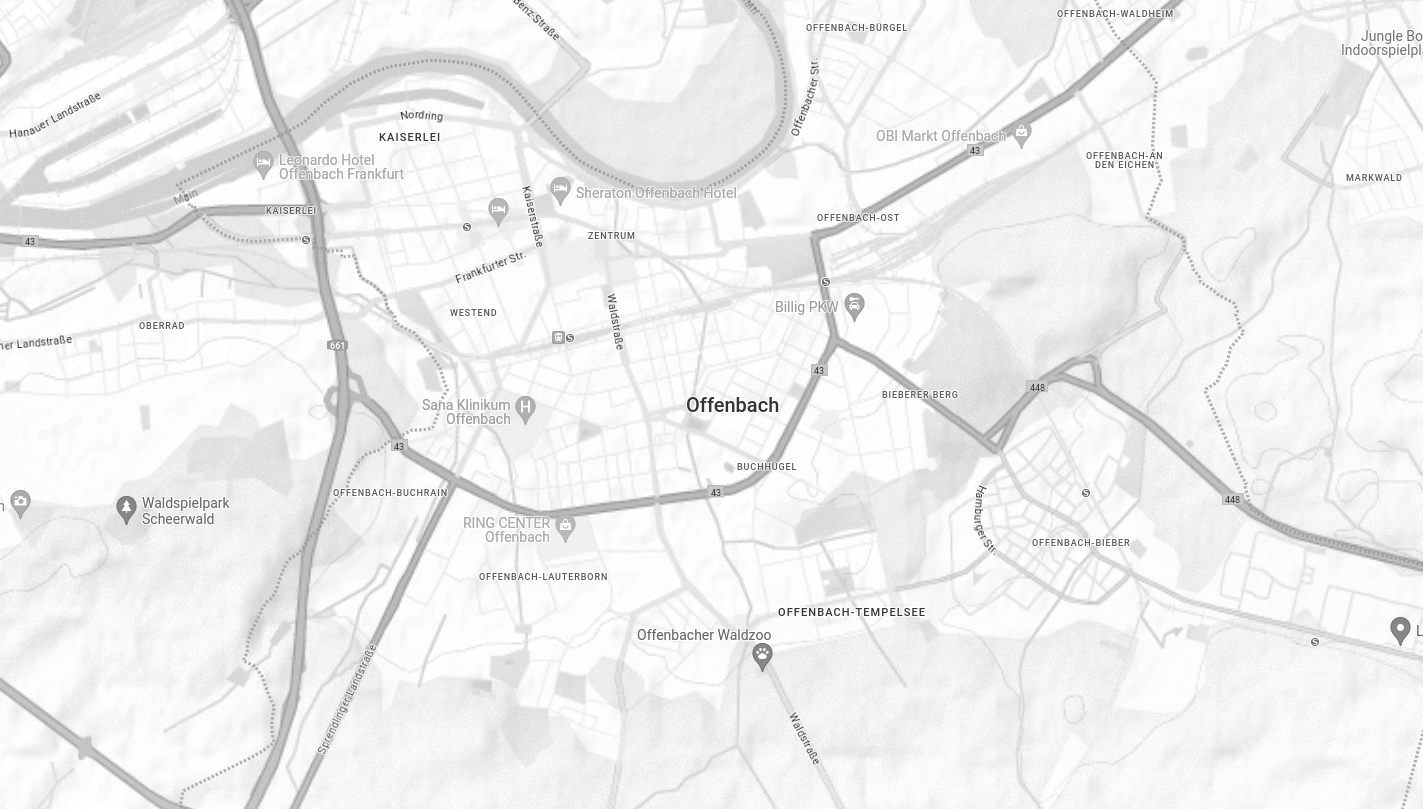 OFFENBACH-WALDHEIM
OFFENBACH-BÜRGEL
Benz-Straße
Jungle Bo
Indoorspielpl
Hanauer Landstraße
Offenbacher Str.
Nordring
KAISERLEI
OBI Markt Offenbach
43
OFFENBACH-AN
DEN EICHEN
Leonardo Hotel
Offenbach Frankfurt
MARKWALD
Main
Kaiserstraße
Sheraton Offenbach Hotel
KAISERLEI
OFFENBACH-OST
ZENTRUM
43
S
S
Frankfurter Str.
S
Billig PKW
WESTEND
OBERRAD
Waldstraße
ner Landstraße
661
S
43
448
BIEBERER BERG
Sana Klinikum
Offenbach
H
Offenbach
43
BUCHHÜGEL
OFFENBACH-BUCHRAIN
43
S
448
Waldspielpark
Scheerwald
n
Hamburger Str.
RING CENTER
Offenbach
OFFENBACH-BIEBER
OFFENBACH-LAUTERBORN
OFFENBACH-TEMPELSEE
Offenbacher Waldzoo
L
S
Sprendlinger Landstraße
Waldstraße